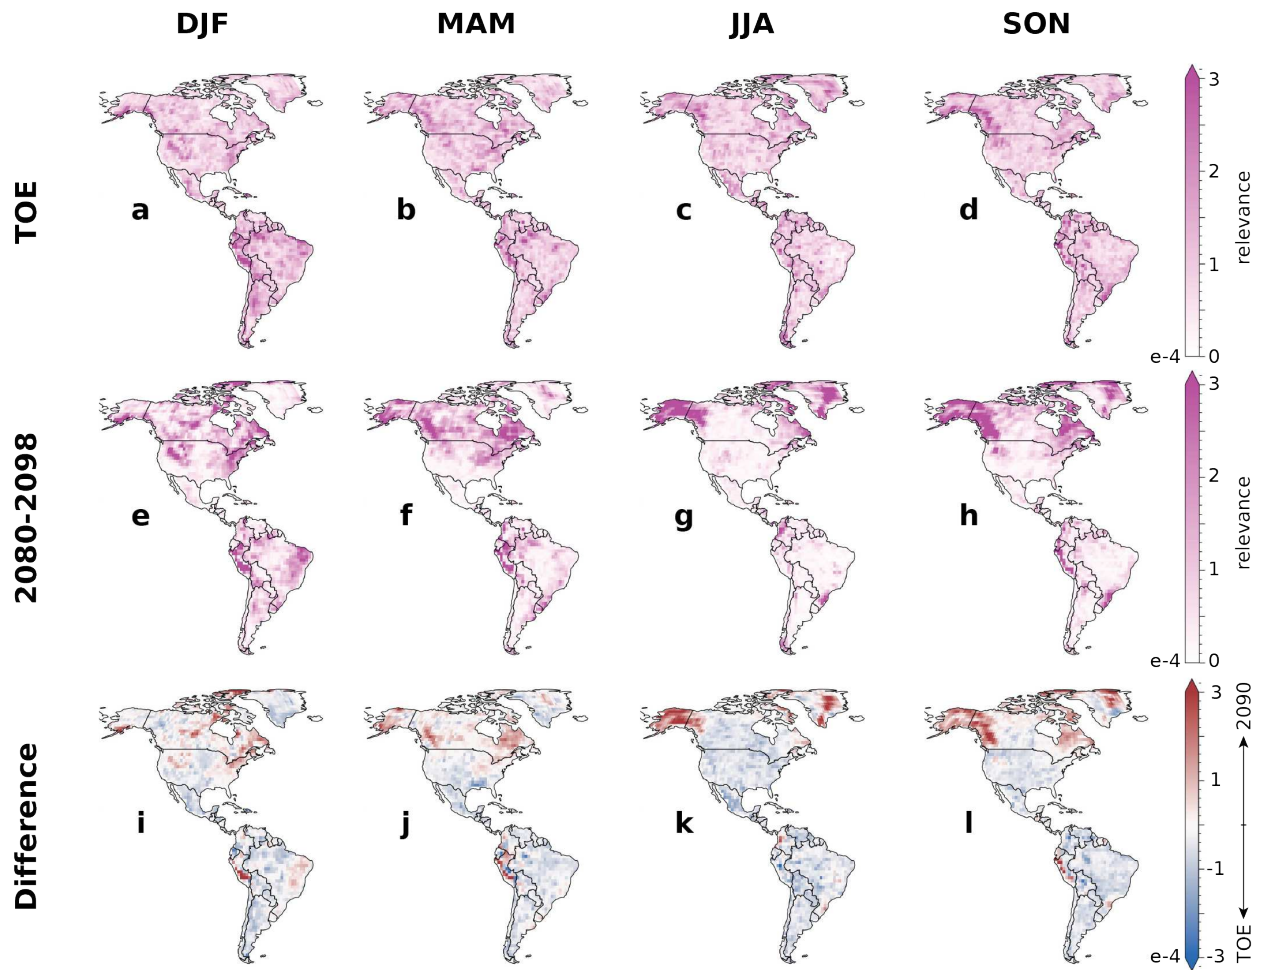 DJF MAM JJA SON
TOE
a b c d
3
2
1
0
e-4
relevance
2080-2098
e f g h
3
2
1
0
e-4
relevance
Difference
i j k l
3
1
-1
-3
e-4
2090
TOE